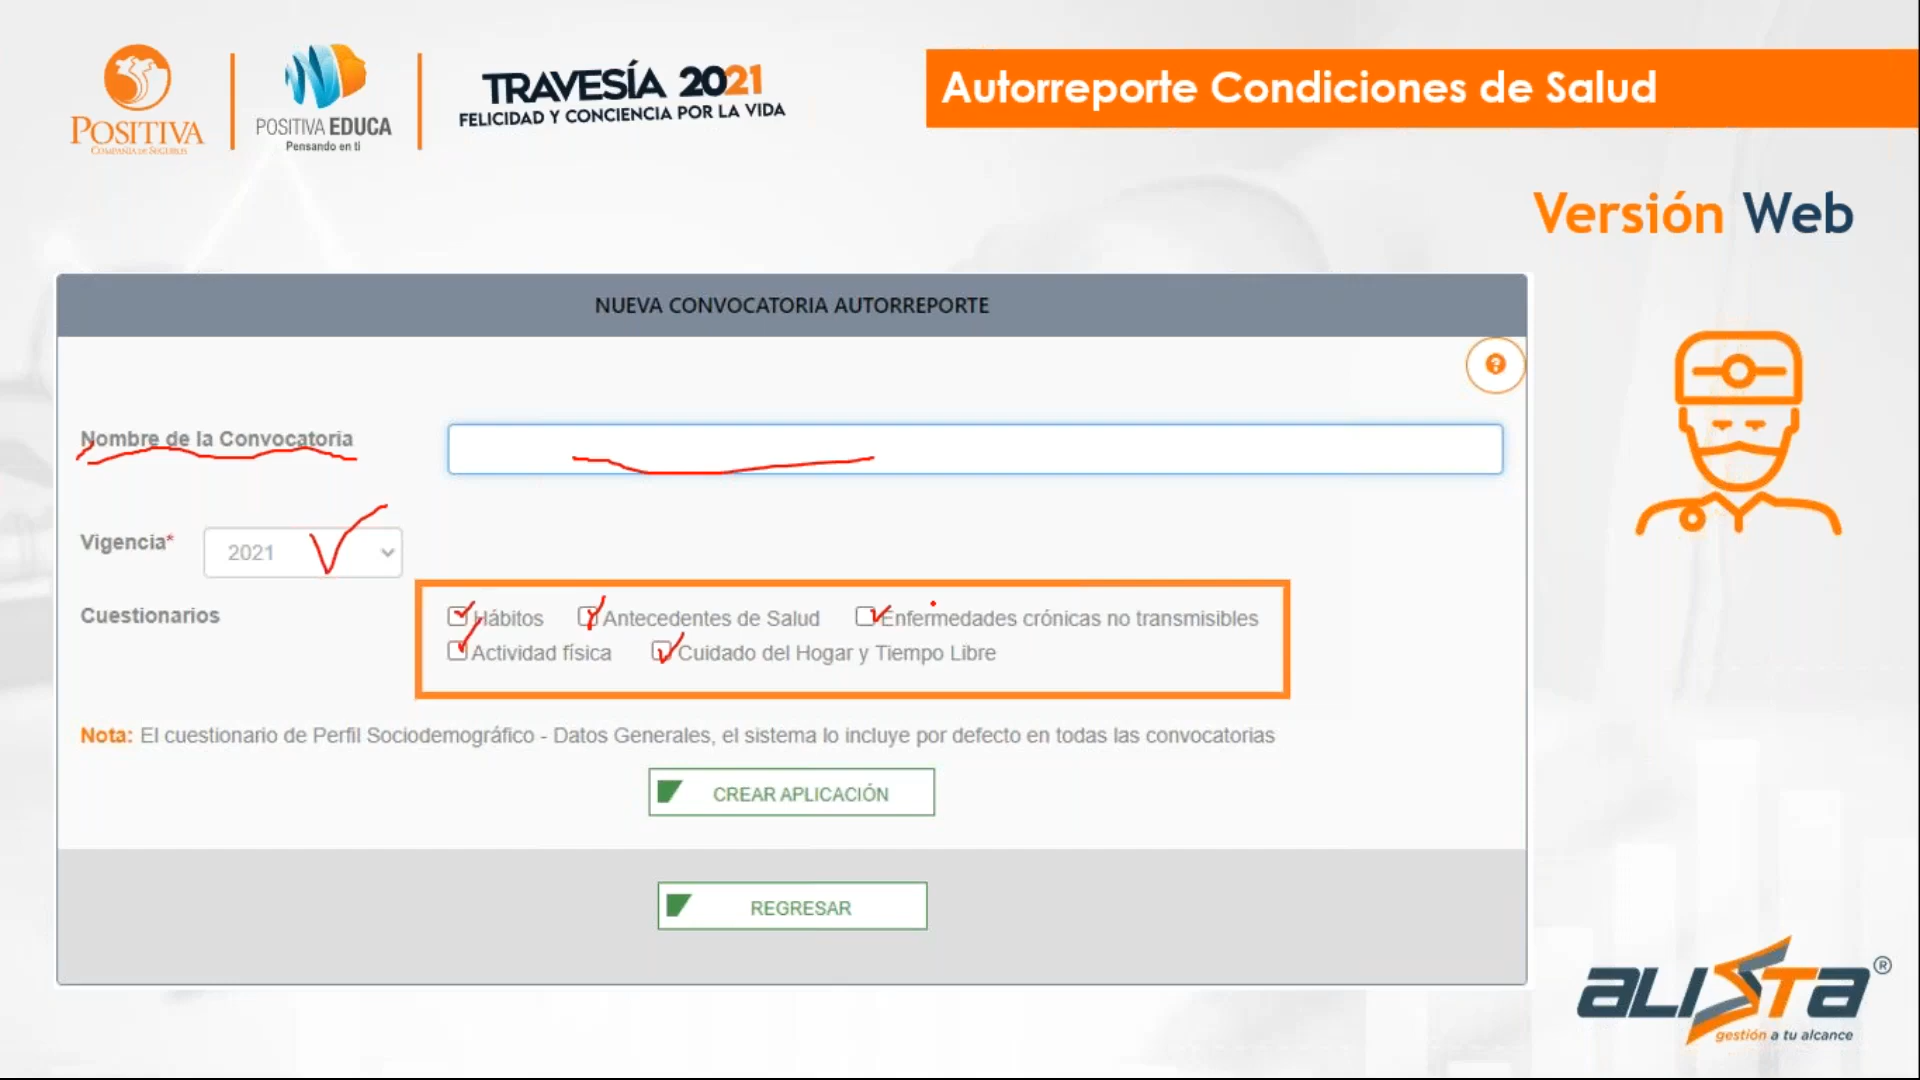 POSITIVA
COMPAÑÍA DE SEGUROS
POSITIVA EDUCA
Pensando en ti
TRAVESÍA 2021
FELICIDAD Y CONCIENCIA POR LA VIDA
Autorreporte Condiciones de Salud
Versión Web
NUEVA CONVOCATORIA AUTORREPORTE
Nombre de la Convocatoria
Vigencia*
2021
Cuestionarios
Hábitos Antecedentes de Salud Enfermedades crónicas no transmisibles
Actividad física Cuidado del Hogar y Tiempo Libre
Nota: El cuestionario de Perfil Sociodemográfico - Datos Generales, el sistema lo incluye por defecto en todas las convocatorias
CREAR APLICACIÓN
REGRESAR
ALISTA ®
gestión a tu alcance